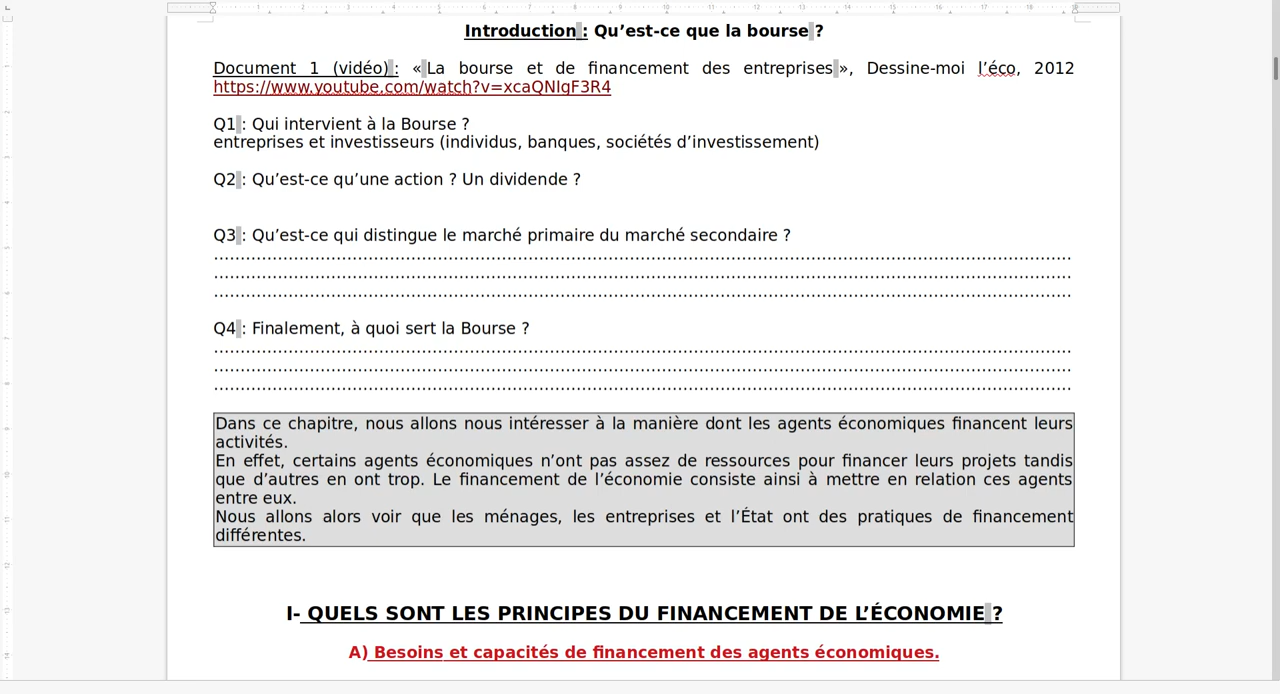 Introduction : Qu’est-ce que la bourse ?
Document 1 (vidéo) : « La bourse et de financement des entreprises », Dessine-moi l’éco, 2012
https://www.youtube.com/watch?v=xcaQNIgF3R4
Q1 : Qui intervient à la Bourse ?
entreprises et investisseurs (individus, banques, sociétés d’investissement)
Q2 : Qu’est-ce qu’une action ? Un dividende ?
Q3 : Qu’est-ce qui distingue le marché primaire du marché secondaire ?
Q4 : Finalement, à quoi sert la Bourse ?
Dans ce chapitre, nous allons nous intéresser à la manière dont les agents économiques financent leurs
activités.
En effet, certains agents économiques n’ont pas assez de ressources pour financer leurs projets tandis
que d’autres en ont trop. Le financement de l’économie consiste ainsi à mettre en relation ces agents
entre eux.
Nous allons alors voir que les ménages, les entreprises et l’État ont des pratiques de financement
différentes.
I- QUELS SONT LES PRINCIPES DU FINANCEMENT DE L’ÉCONOMIE ?
A) Besoins et capacités de financement des agents économiques.